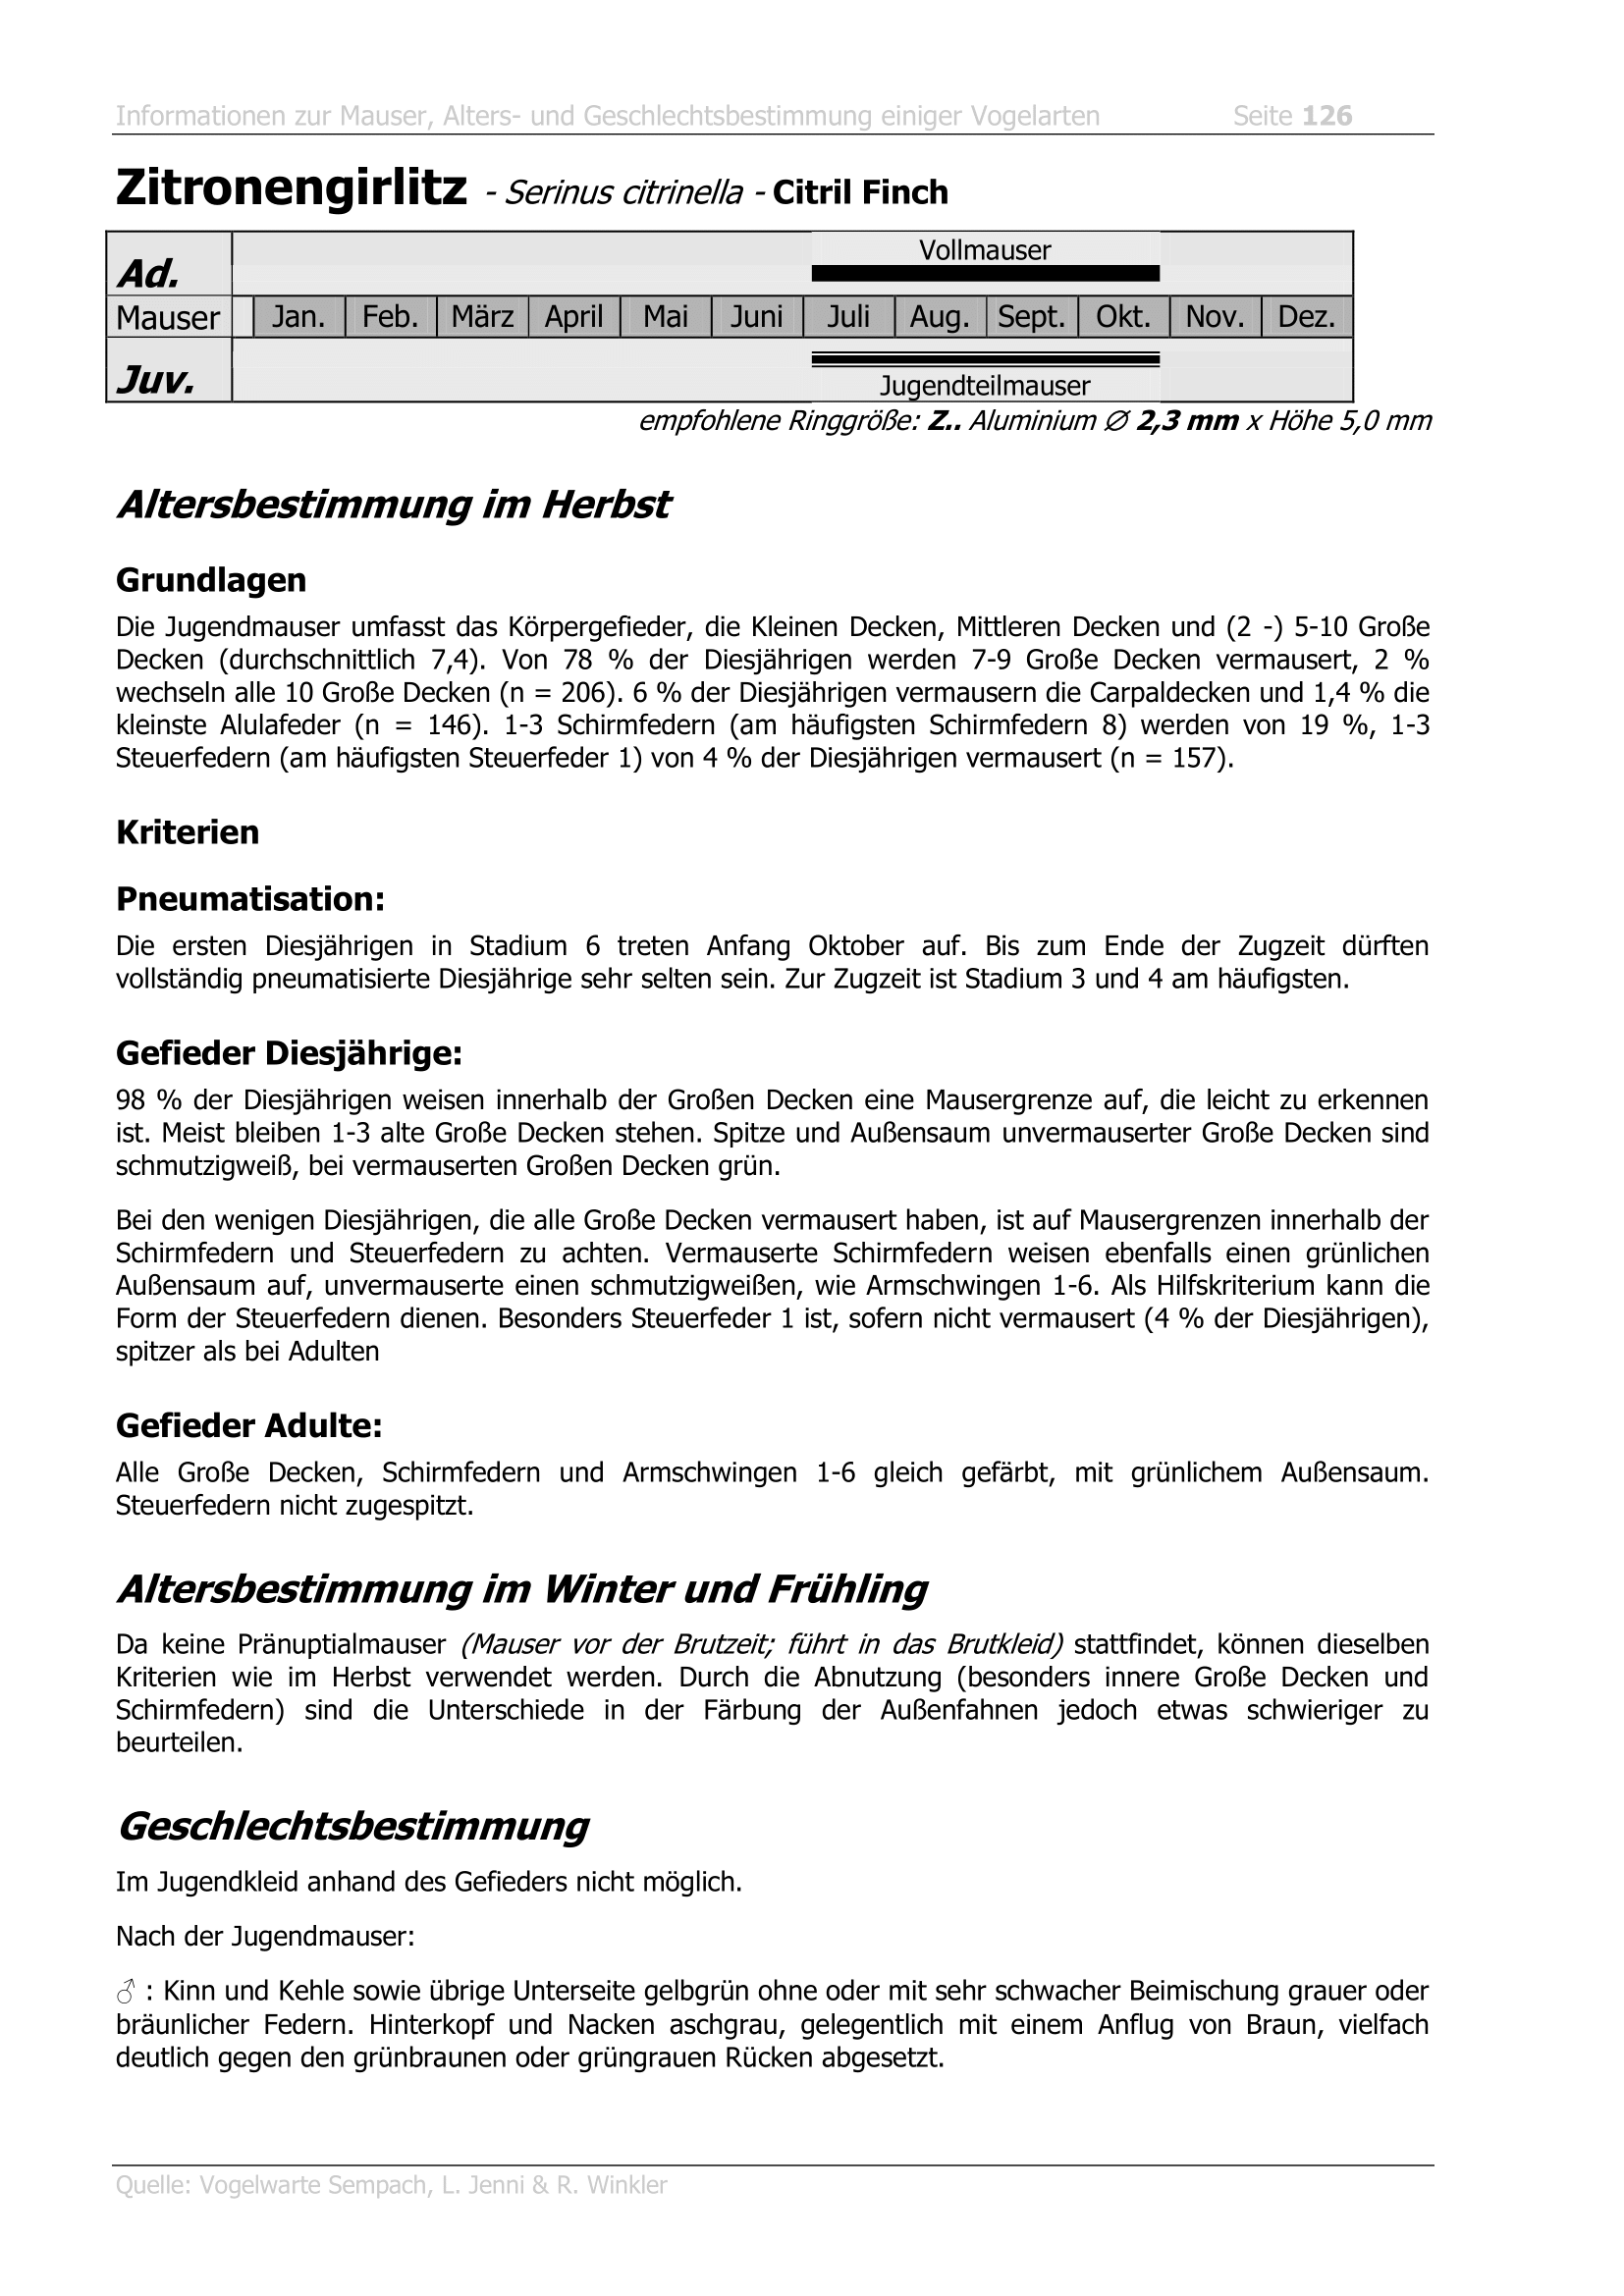 Informationen zur Mauser, Alters- und Geschlechtsbestimmung einiger Vogelarten Seite 126
Zitronengirlitz - Serinus citrinella - Citril Finch
Ad. Vollmauser
Mauser Jan. Feb. März April Mai Juni Juli Aug. Sept. Okt. Nov. Dez.
Juv. Jugendteilmauser
empfohlene Ringgröße: Z.. Aluminium ∅ 2,3 mm x Höhe 5,0 mm
Altersbestimmung im Herbst
Grundlagen
Die Jugendmauser umfasst das Körpergefieder, die Kleinen Decken, Mittleren Decken und (2 -) 5-10 Große
Decken (durchschnittlich 7,4). Von 78 % der Diesjährigen werden 7-9 Große Decken vermausert, 2 %
wechseln alle 10 Große Decken (n = 206). 6 % der Diesjährigen vermausern die Carpaldecken und 1,4 % die
kleinste Alulafeder (n = 146). 1-3 Schirmfedern (am häufigsten Schirmfedern 8) werden von 19 %, 1-3
Steuerfedern (am häufigsten Steuerfeder 1) von 4 % der Diesjährigen vermausert (n = 157).
Kriterien
Pneumatisation:
Die ersten Diesjährigen in Stadium 6 treten Anfang Oktober auf. Bis zum Ende der Zugzeit dürften
vollständig pneumatisierte Diesjährige sehr selten sein. Zur Zugzeit ist Stadium 3 und 4 am häufigsten.
Gefieder Diesjährige:
98 % der Diesjährigen weisen innerhalb der Großen Decken eine Mausergrenze auf, die leicht zu erkennen
ist. Meist bleiben 1-3 alte Große Decken stehen. Spitze und Außensaum unvermauserter Große Decken sind
schmutzigweiß, bei vermauserten Großen Decken grün.
Bei den wenigen Diesjährigen, die alle Große Decken vermausert haben, ist auf Mausergrenzen innerhalb der
Schirmfedern und Steuerfedern zu achten. Vermauserte Schirmfedern weisen ebenfalls einen grünlichen
Außensaum auf, unvermauserte einen schmutzigweißen, wie Armschwingen 1-6. Als Hilfskriterium kann die
Form der Steuerfedern dienen. Besonders Steuerfeder 1 ist, sofern nicht vermausert (4 % der Diesjährigen),
spitzer als bei Adulten
Gefieder Adulte:
Alle Große Decken, Schirmfedern und Armschwingen 1-6 gleich gefärbt, mit grünlichem Außensaum.
Steuerfedern nicht zugespitzt.
Altersbestimmung im Winter und Frühling
Da keine Pränuptialmauser (Mauser vor der Brutzeit; führt in das Brutkleid) stattfindet, können dieselben
Kriterien wie im Herbst verwendet werden. Durch die Abnutzung (besonders innere Große Decken und
Schirmfedern) sind die Unterschiede in der Färbung der Außenfahnen jedoch etwas schwieriger zu
beurteilen.
Geschlechtsbestimmung
Im Jugendkleid anhand des Gefieders nicht möglich.
Nach der Jugendmauser:
♂ : Kinn und Kehle sowie übrige Unterseite gelbgrün ohne oder mit sehr schwacher Beimischung grauer oder
bräunlicher Federn. Hinterkopf und Nacken aschgrau, gelegentlich mit einem Anflug von Braun, vielfach
deutlich gegen den grünbraunen oder grüngrauen Rücken abgesetzt.
Quelle: Vogelwarte Sempach, L. Jenni & R. Winkler